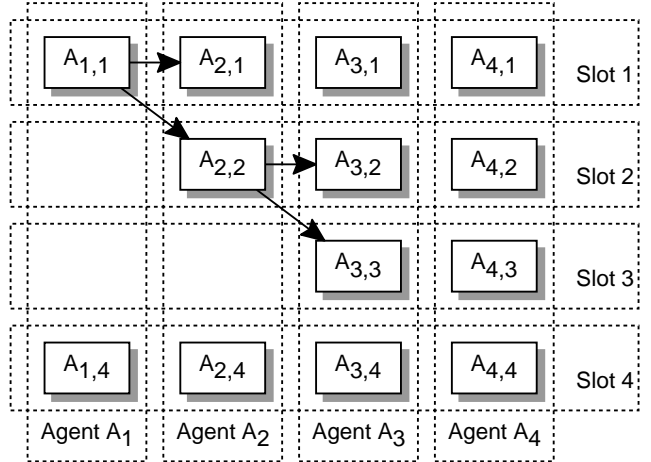 A1,1 A2,1 A3,1 A4,1 Slot 1
A2,2 A3,2 A4,2 Slot 2
A3,3 A4,3 Slot 3
A1,4 A2,4 A3,4 A4,4 Slot 4
Agent A1 Agent A2 Agent A3 Agent A4